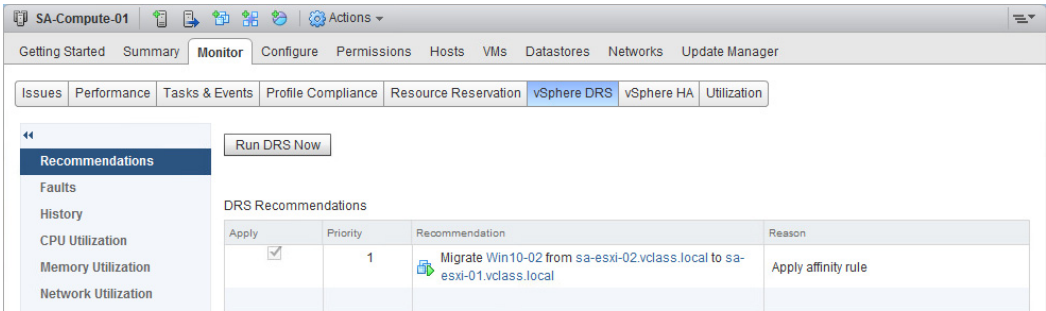 SA-Compute-01 Actions
Getting Started Summary Monitor Configure Permissions Hosts VMs Datastores Networks Update Manager
Issues Performance Tasks & Events Profile Compliance Resource Reservation vSphere DRS vSphere HA Utilization
Recommendations
Faults
History
CPU Utilization
Memory Utilization
Network Utilization
Run DRS Now
DRS Recommendations
Apply Priority Recommendation Reason
1 Migrate Win10-02 from sa-esxi-02.vclass.local to sa-
esxi-01.vclass.local
Apply affinity rule